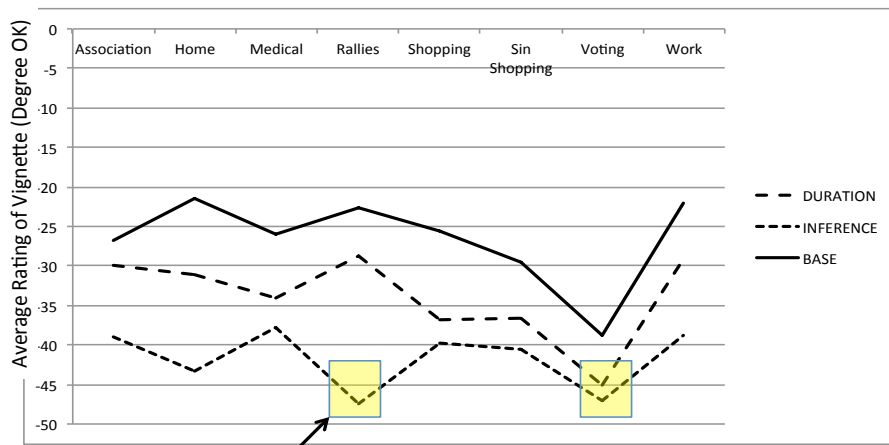 Average Rating of Vignette (Degree OK)
0
-5
-10
-15
-20
-25
-30
-35
-40
-45
-50
Association Home Medical Rallies Shopping Sin Shopping Voting Work
DURATION
INFERENCE
BASE